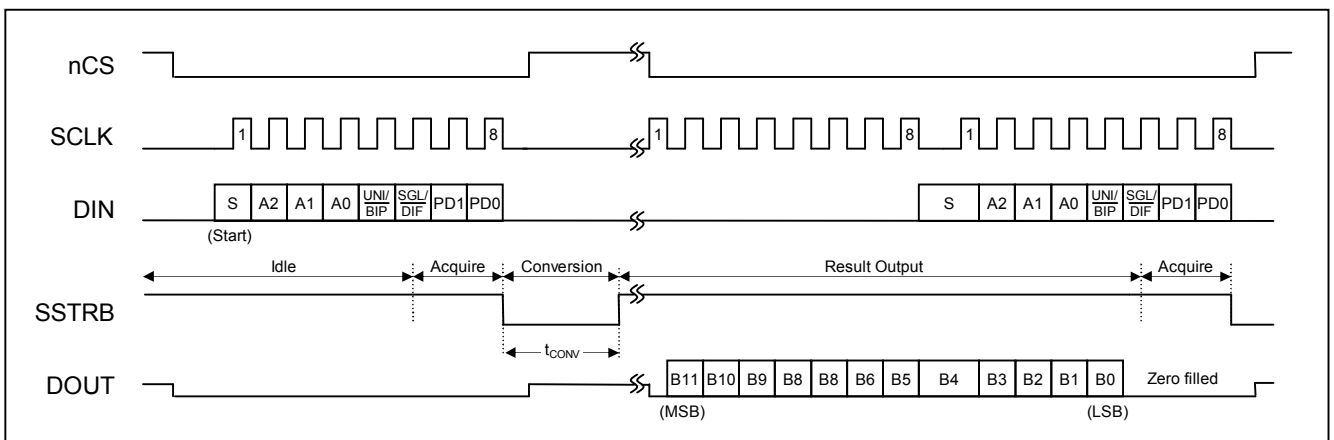 nCS
SCLK
1 8 1 8 1 8
DIN
S A2 A1 A0 UNI/BIP SGL/DIF PD1 PD0 S A2 A1 A0 UNI/BIP SGL/DIF PD1 PD0
(Start)
Idle Acquire Conversion Result Output Acquire
SSTRB
tCONV
DOUT
B11 B10 B9 B8 B8 B6 B5 B4 B3 B2 B1 B0 Zero filled
(MSB) (LSB)